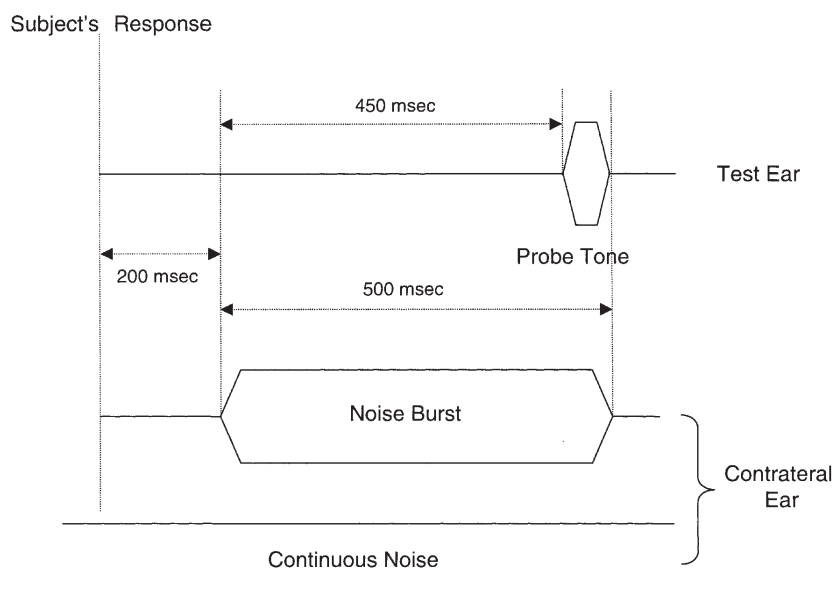 Subject's Response
450 msec
Test Ear
Probe Tone
200 msec
500 msec
Noise Burst
Contrateral
Ear
Continuous Noise